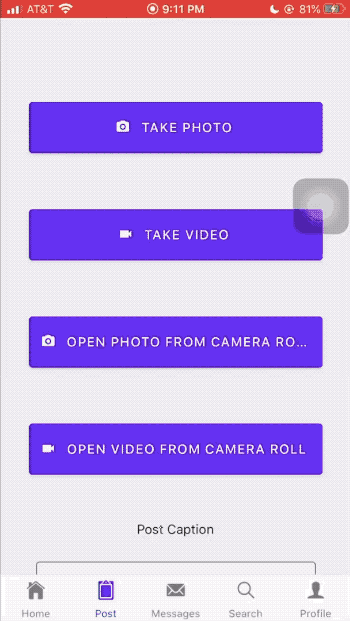 AT&T 9:11 PM 81%
TAKE PHOTO
TAKE VIDEO
OPEN PHOTO FROM CAMERA RO...
OPEN VIDEO FROM CAMERA ROLL
Post Caption
Home Post Messages Search Profile